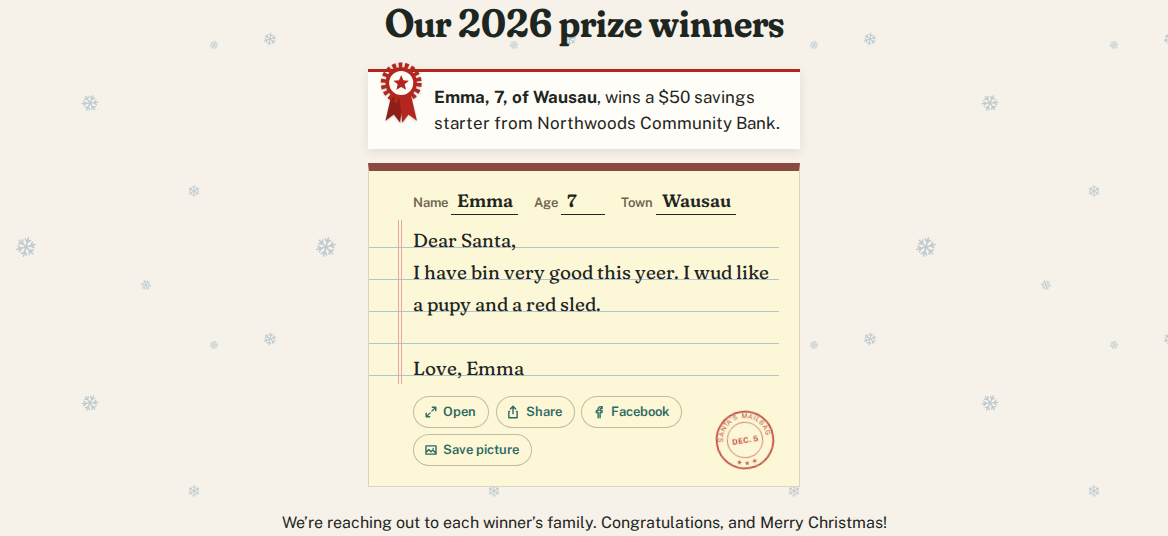 Our 2026 prize winners
Emma, 7, of Wausau, wins a $50 savings
starter from Northwoods Community Bank.
Name Emma Age 7 Town Wausau
Dear Santa,
I have bin very good this yeer. I wud like
a pupy and a red sled.
Love, Emma
Open Share Facebook
Save picture
SANTA'S MAILBAG
DEC. 5
We’re reaching out to each winner’s family. Congratulations, and Merry Christmas!